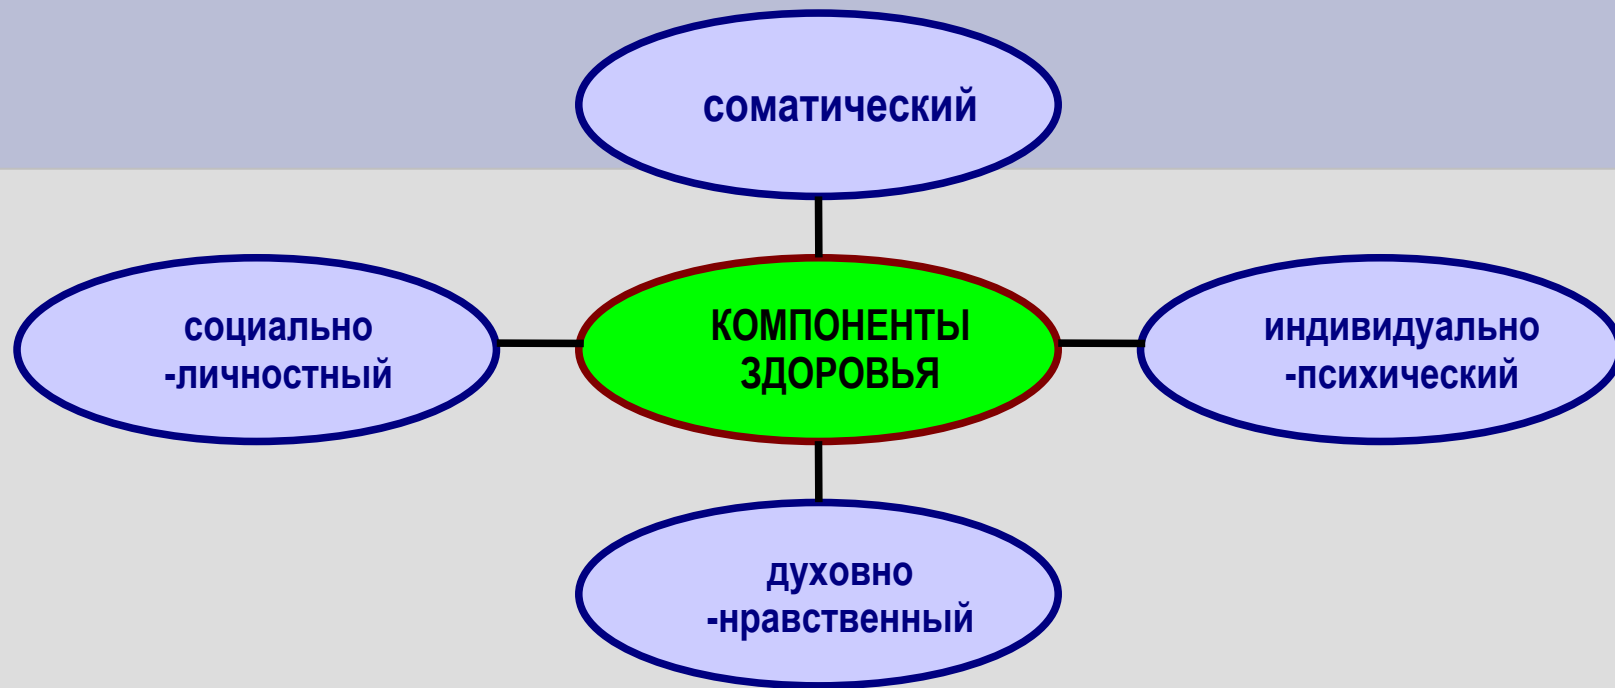 соматический
социально
-личностный
КОМПОНЕНТЫ
ЗДОРОВЬЯ
индивидуально
-психический
духовно
-нравственный